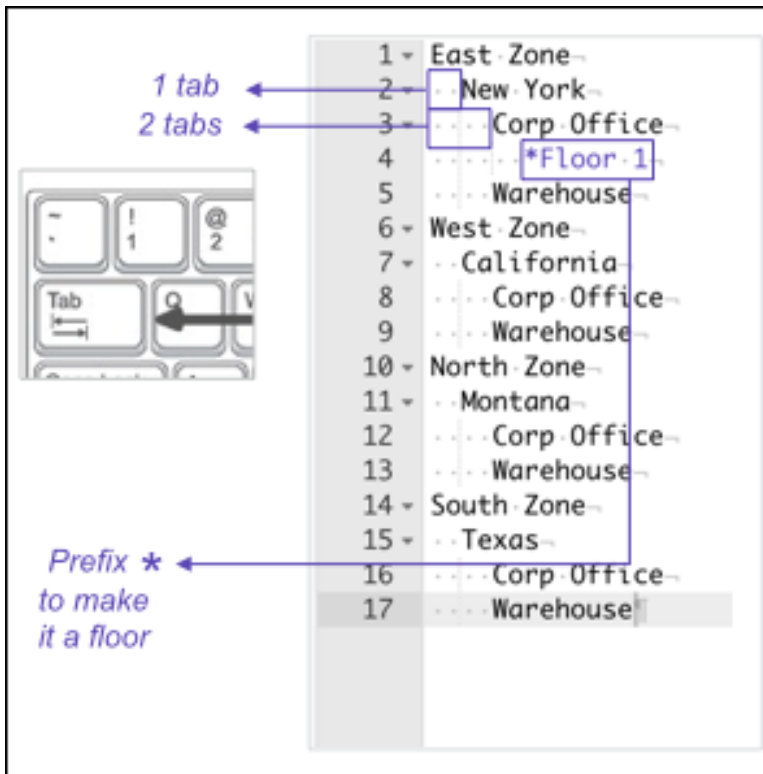 1 tab
2 tabs
~
`
!
1
@
2
Tab
Q
1 East Zone
2 New York
3 Corp Office
4 *Floor 1
5 Warehouse
6 West Zone
7 California
8 Corp Office
9 Warehouse
10 North Zone
11 Montana
12 Corp Office
13 Warehouse
14 South Zone
15 Texas
16 Corp Office
17 Warehouse
Prefix *
to make
it a floor